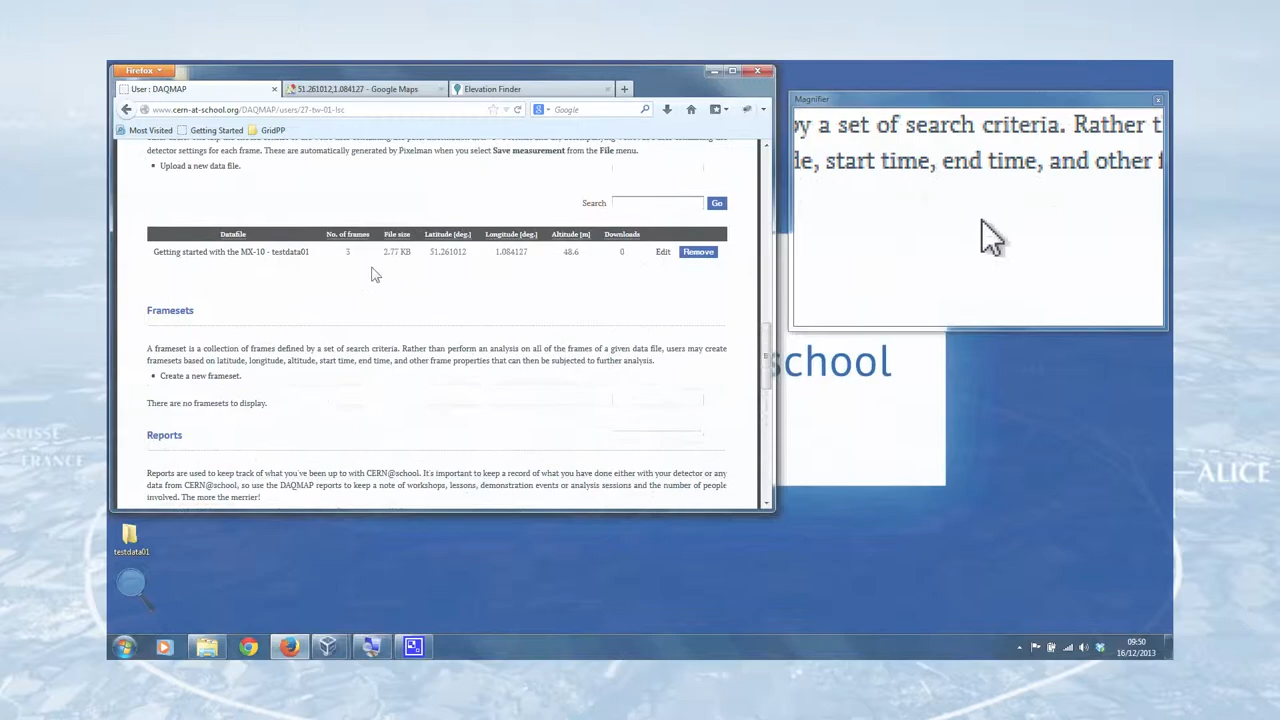 Firefox
User : DAQMAP
51.261012,1.084127 - Google Maps
Elevation Finder
www.cern-at-school.org/DAQMAP/users/27-tw-01-lsc
Google
Most Visited
Getting Started
GridPP
detector settings for each frame. These are automatically generated by Pixelman when you select Save measurement from the File menu.
Upload a new data file.
Search
Go
Datafile No. of frames File size Latitude [deg.] Longitude [deg.] Altitude [m] Downloads
Getting started with the MX-10 - testdata01 3 2.77 KB 51.261012 1.084127 48.6 0 Edit Remove
Framesets
A frameset is a collection of frames defined by a set of search criteria. Rather than perform an analysis on all of the frames of a given data file, users may create
framesets based on latitude, longitude, altitude, start time, end time, and other frame properties that can then be subjected to further analysis.
Create a new frameset.
There are no framesets to display.
Reports
Reports are used to keep track of what you've been up to with CERN@school. It's important to keep a record of what you have done either with your detector or any
data from CERN@school, so use the DAQMAP reports to keep a note of workshops, lessons, demonstration events or analysis sessions and the number of people
involved. The more the merrier!
Magnifier
by a set of search criteria. Rather t
de, start time, end time, and other f
school
testdata01
09:50
16/12/2013
SUISSE
FRANCE
ALICE